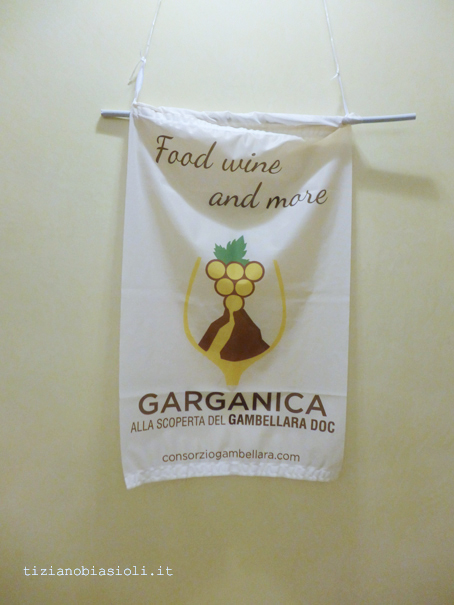 Food wine
and more
GARGANICA
ALLA SCOPERTA DEL GAMBELLARA DOC
consorziogambellara.com
tizianobiasioli.it